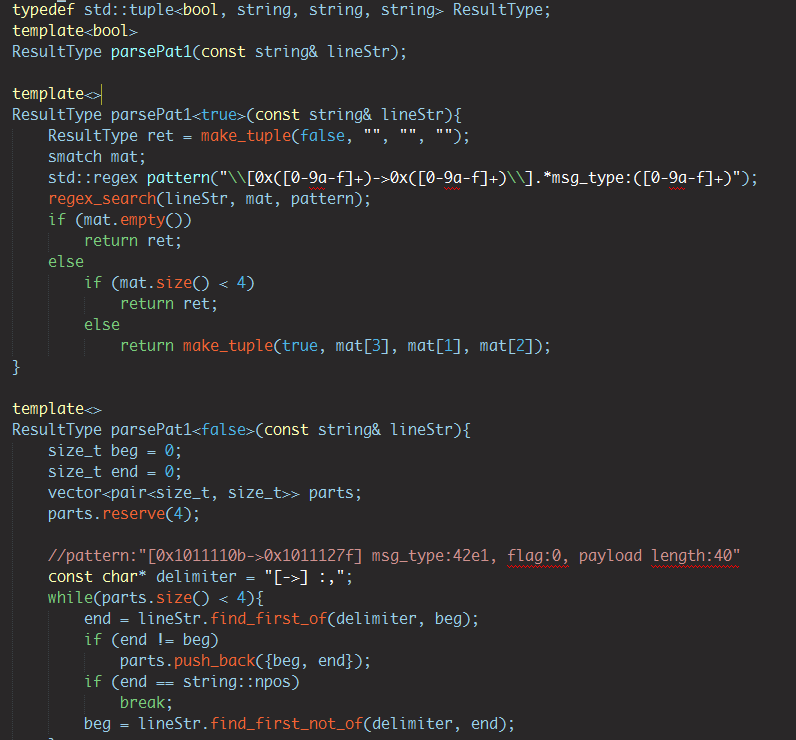 typedef std::tuple<bool, string, string, string> ResultType;
template<bool>
ResultType parsePat1(const string& lineStr);

template<>
ResultType parsePat1<true>(const string& lineStr){
    ResultType ret = make_tuple(false, "", "", "");
    smatch mat;
    std::regex pattern("\\[0x([0-9a-f]+)->0x([0-9a-f]+)\\].*msg_type:([0-9a-f]+)");
    regex_search(lineStr, mat, pattern);
    if (mat.empty())
        return ret;
    else
        if (mat.size() < 4)
            return ret;
        else
            return make_tuple(true, mat[3], mat[1], mat[2]);
}

template<>
ResultType parsePat1<false>(const string& lineStr){
    size_t beg = 0;
    size_t end = 0;
    vector<pair<size_t, size_t>> parts;
    parts.reserve(4);

    //pattern:"[0x1011110b->0x1011127f] msg_type:42e1, flag:0, payload length:40"
    const char* delimiter = "[->] :,";
    while(parts.size() < 4){
        end = lineStr.find_first_of(delimiter, beg);
        if (end != beg)
            parts.push_back({beg, end});
        if (end == string::npos)
            break;
        beg = lineStr.find_first_not_of(delimiter, end);